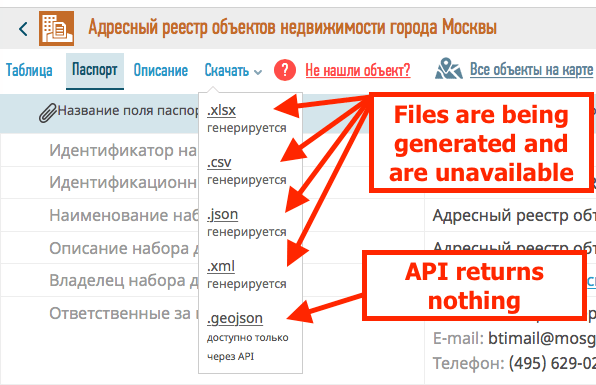 Адресный реестр объектов недвижимости города Москвы
Таблица Паспорт Описание Скачать ? Не нашли объект? Все объекты на карте
Название поля паспор
.xlsx
генерируется
.csv
генерируется
.json
генерируется
.xml
генерируется
.geojson
доступно только
через API
Files are being
generated and
are unavailable
API returns
nothing
Идентификатор на
Идентификационн
Наименование наб
Адресный реестр объ
Описание набора д
Адресный реестр объ
Владелец набора д
Ответственные за
E-mail: btimail@mosg
Телефон: (495) 629-02